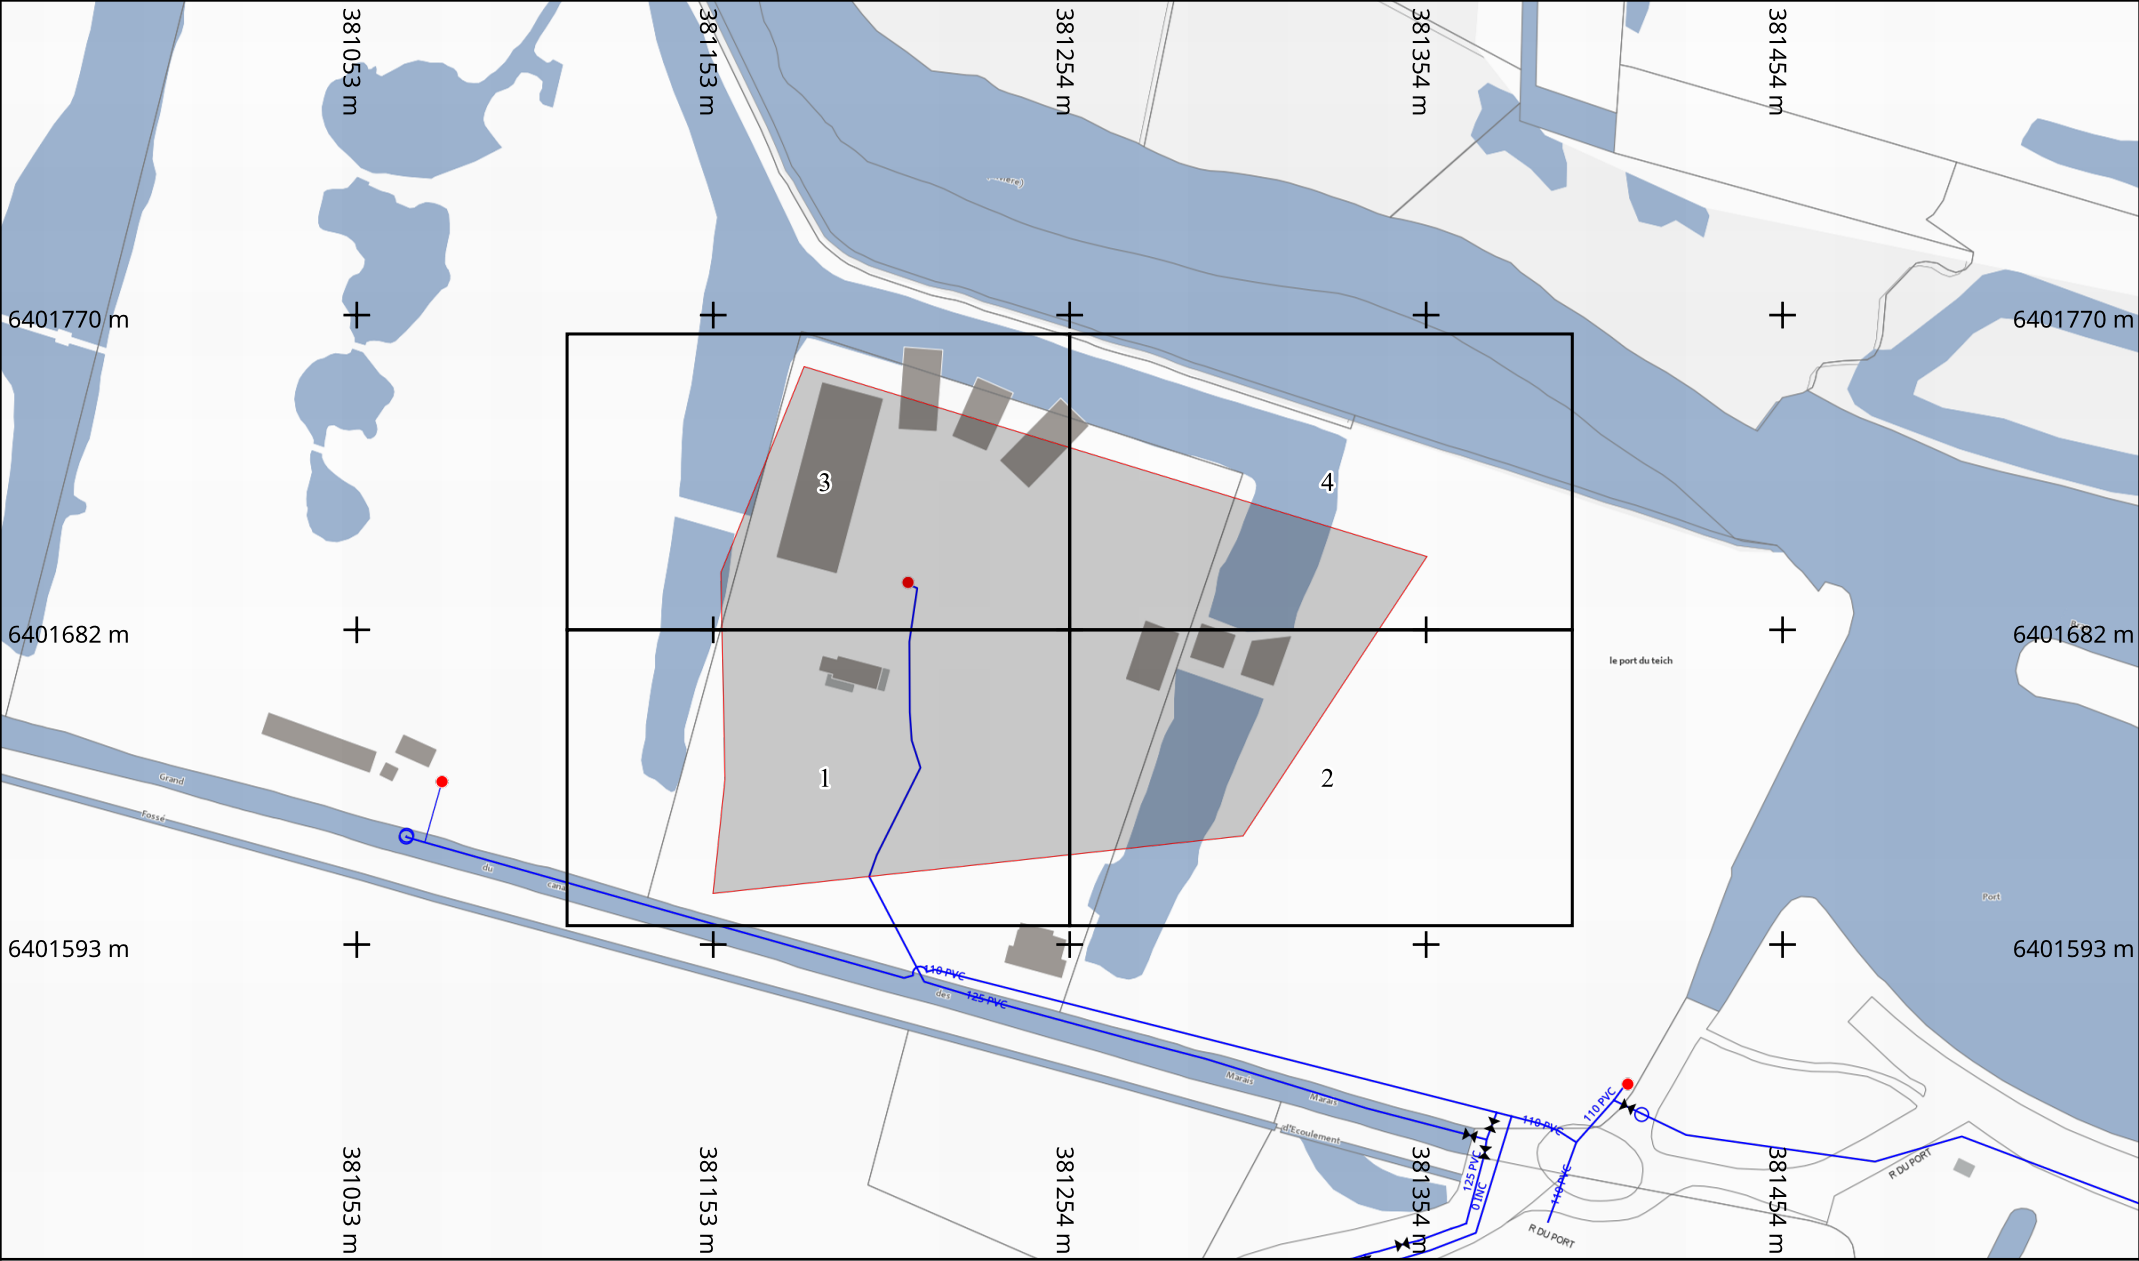 381053 m
381153 m
381254 m
381354 m
381454 m
6401770 m
6401770 m
3
4
6401682 m
6401682 m
le port du teich
Grand
1
2
Fossé
du
canal
Port
6401593 m
6401593 m
110 PVC
des
125 PVC
Marais
Marais
110 PVC
110 PVC
d'Ecoulement
125 PVC
0 INC
110 PVC
R DU PORT
R DU PORT
381053 m
381153 m
381254 m
381354 m
381454 m